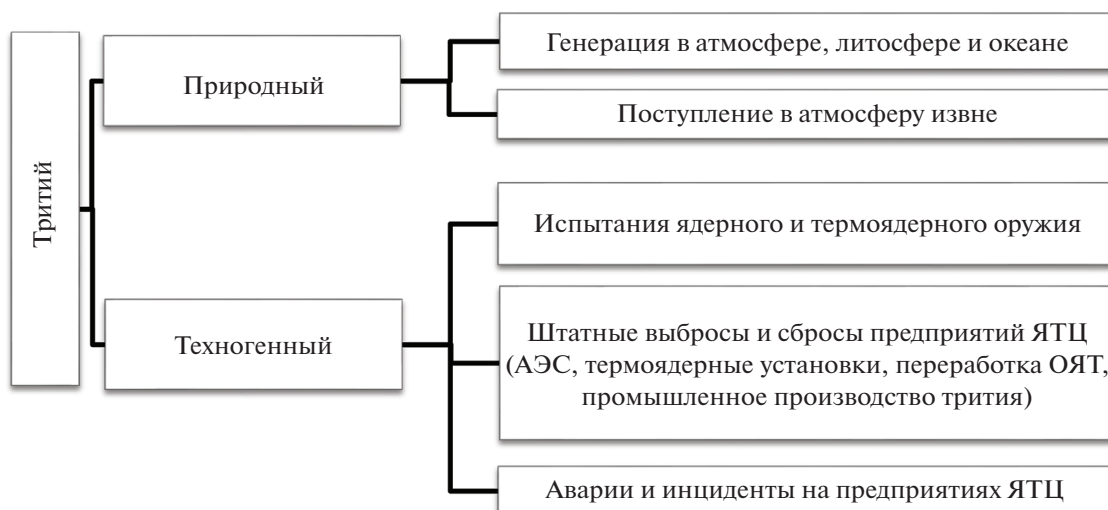 Тритий
Природный
Генерация в атмосфере, литосфере и океане
Поступление в атмосферу извне
Техногенный
Испытания ядерного и термоядерного оружия
Штатные выбросы и сбросы предприятий ЯТЦ
(АЭС, термоядерные установки, переработка ОЯТ,
промышленное производство трития)
Аварии и инциденты на предприятиях ЯТЦ